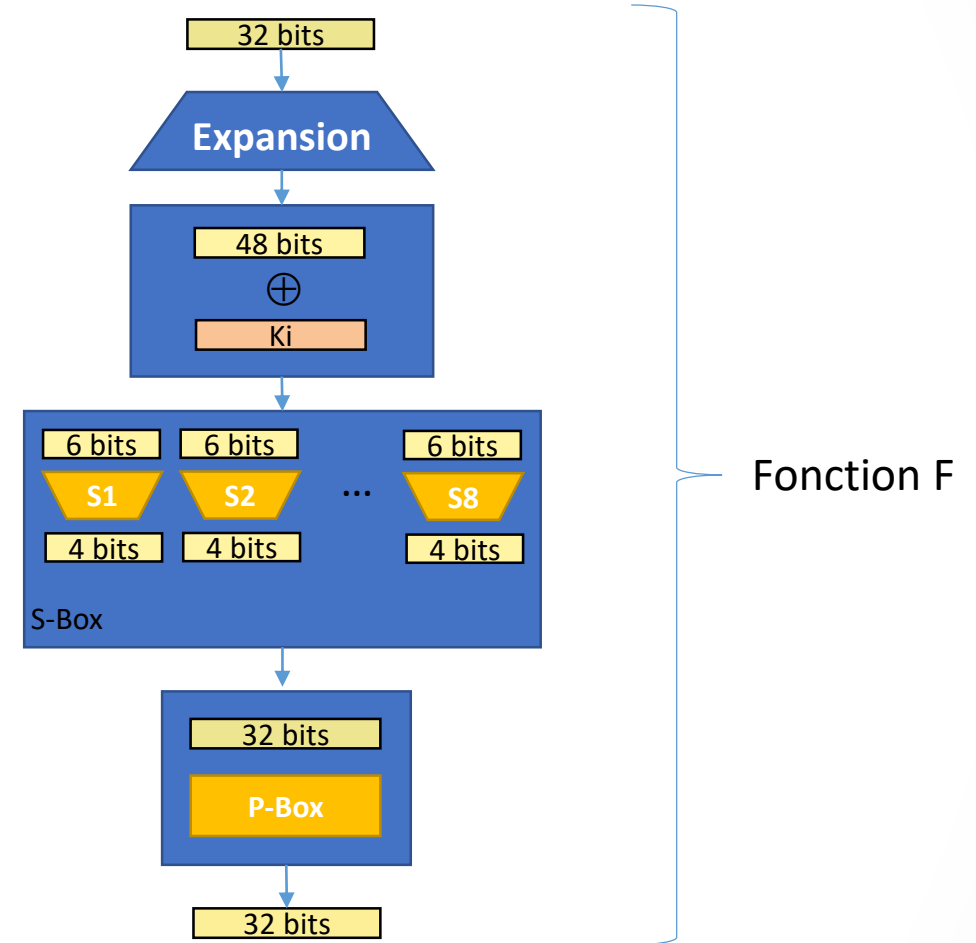 32 bits
Expansion
48 bits
⊕
Ki
6 bits 6 bits 6 bits
S1 S2 ... S8
4 bits 4 bits 4 bits
S-Box
32 bits
P-Box
32 bits
Fonction F